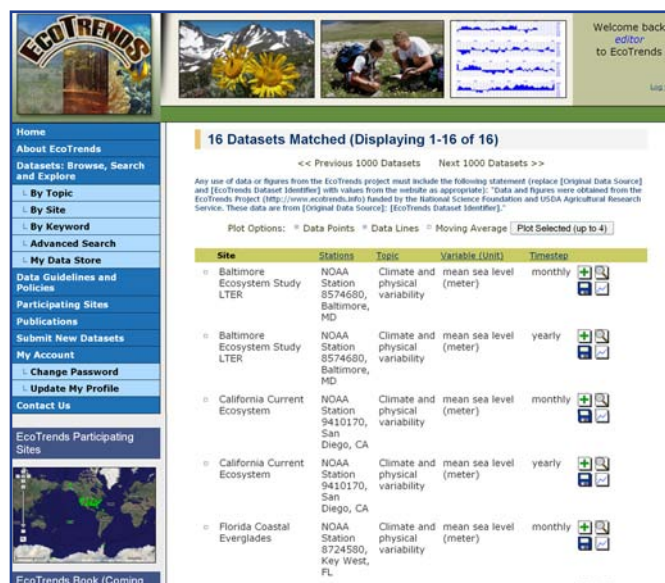 ECOTRENDS
Welcome back
editor
to EcoTrends
Log
Home
About EcoTrends
Datasets: Browse, Search
and Explore
By Topic
By Site
By Keyword
Advanced Search
My Data Store
Data Guidelines and
Policies
Participating Sites
Publications
Submit New Datasets
My Account
Change Password
Update My Profile
Contact Us
EcoTrends Participating
Sites
EcoTrends Book (Coming
16 Datasets Matched (Displaying 1-16 of 16)
<< Previous 1000 Datasets Next 1000 Datasets >>
Any use of data or figures from the EcoTrends project must include the following statement (replace [Original Data Source]
and [EcoTrends Dataset Identifier] with values from the website as appropriate): "Data and figures were obtained from the
EcoTrends Project (http://www.ecotrends.info) funded by the National Science Foundation and USDA Agricultural Research
Service. These data are from [Original Data Source]; [EcoTrends Dataset Identifier]."
Plot Options: Data Points Data Lines Moving Average Plot Selected (up to 4)
Site Stations Topic Variable (Unit) Timestep
Baltimore NOAA Climate and mean sea level monthly
Ecosystem Study Station physical (meter)
LTER 8574680, variability
Baltimore,
MD
Baltimore NOAA Climate and mean sea level yearly
Ecosystem Study Station physical (meter)
LTER 8574680, variability
Baltimore,
MD
California Current NOAA Climate and mean sea level monthly
Ecosystem Station physical (meter)
9410170, variability
San
Diego, CA
California Current NOAA Climate and mean sea level yearly
Ecosystem Station physical (meter)
9410170, variability
San
Diego, CA
Florida Coastal NOAA Climate and mean sea level monthly
Everglades Station physical (meter)
8724580, variability
Key West,
FL